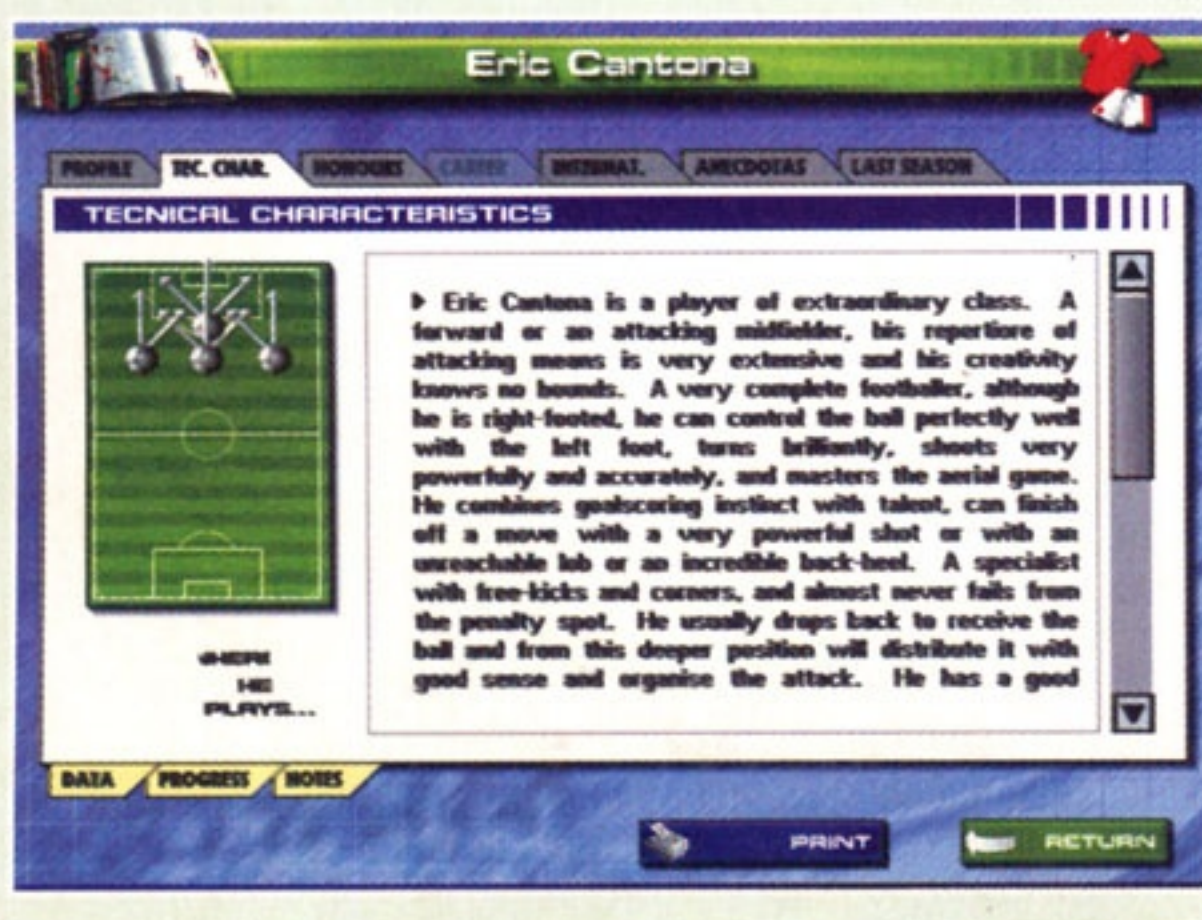 Eric Cantona
PROFILE TEC. CHAR. HONOURS CAREER INTERNAT. ANECDOTAS LAST SEASON
TECNICAL CHARACTERISTICS
Eric Cantona is a player of extraordinary class. A
forward or an attacking midfielder, his repertiore of
attacking means is very extensive and his creativity
knows no bounds. A very complete footballer, although
he is right-footed, he can control the ball perfectly well
with the left foot, turns brilliantly, shoots very
powerfully and accurately, and masters the aerial game.
He combines goalscoring instinct with talent, can finish
off a move with a very powerful shot or with an
unreachable lob or an incredible back-heel. A specialist
with free-kicks and corners, and almost never fails from
the penalty spot. He usually drops back to receive the
ball and from this deeper position will distribute it with
good sense and organise the attack. He has a good
WHERE
HE
PLAYS...
DATA PROGRESS NOTES
PRINT RETURN